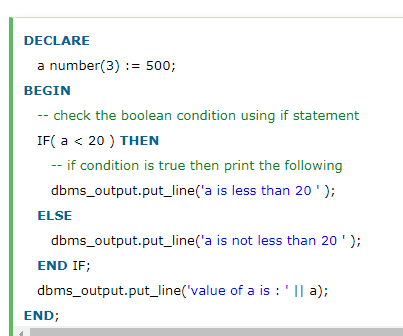 DECLARE
a number(3) := 500;
BEGIN
-- check the boolean condition using if statement
IF( a < 20 ) THEN
-- if condition is true then print the following
dbms_output.put_line('a is less than 20 ' );
ELSE
dbms_output.put_line('a is not less than 20 ' );
END IF;
dbms_output.put_line('value of a is : ' || a);
END;